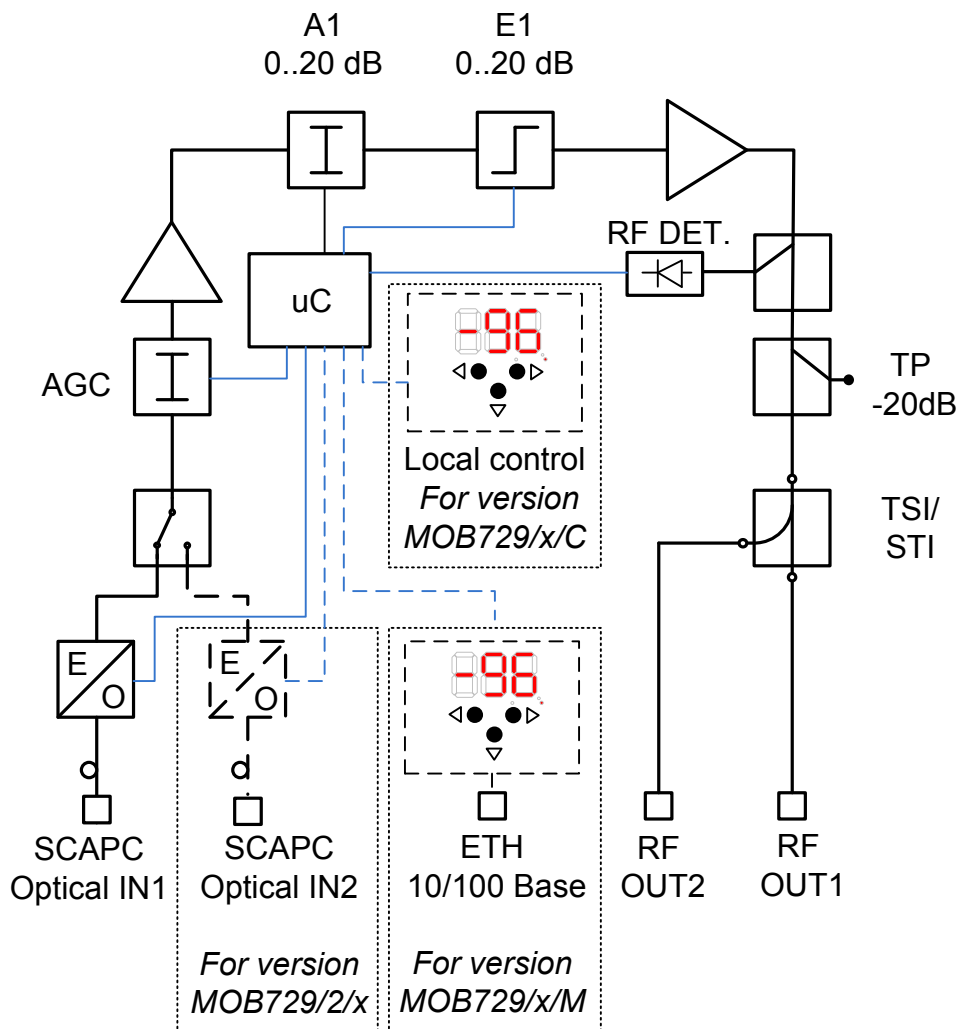 A1
0..20 dB
E1
0..20 dB
RF DET.
uC
-96
AGC
TP
-20dB
Local control
For version
MOB729/x/C
TSI/
STI
E
O
E
O
-96
SCAPC
Optical IN1
SCAPC
Optical IN2
ETH
10/100 Base
RF
OUT2
RF
OUT1
For version
MOB729/2/x
For version
MOB729/x/M